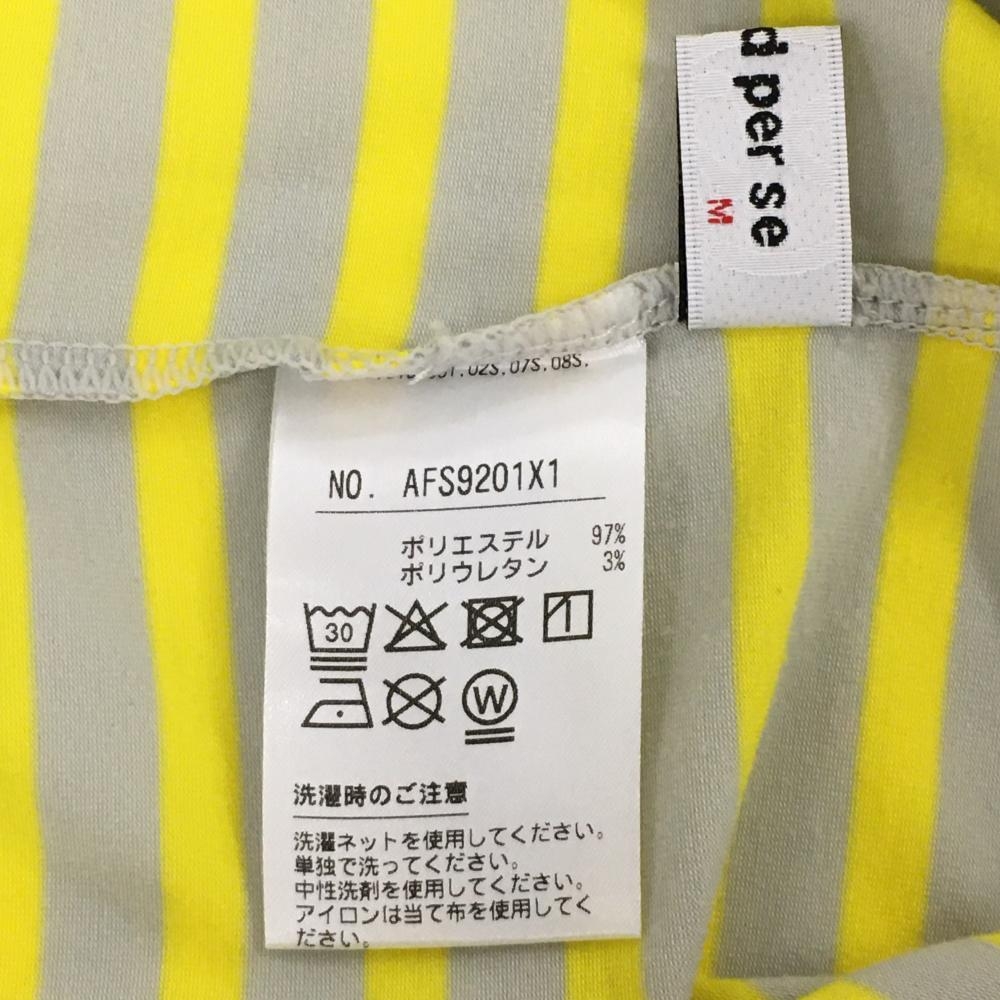 d per se
M
02S.07S.08S.
NO. AFS9201X1
ポリエステル 97%
ポリウレタン 3%
30
W
洗濯時のご注意
洗濯ネットを使用してください。
単独で洗ってください。
中性洗剤を使用してください。
アイロンは当て布を使用してく
ださい。